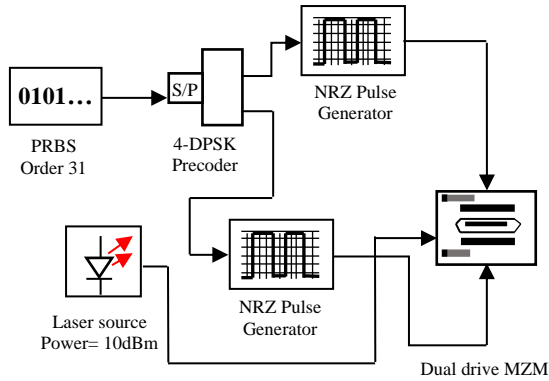 0101...
PRBS
Order 31
S/P
4-DPSK
Precoder
NRZ Pulse
Generator
NRZ Pulse
Generator
Laser source
Power= 10dBm
Dual drive MZM